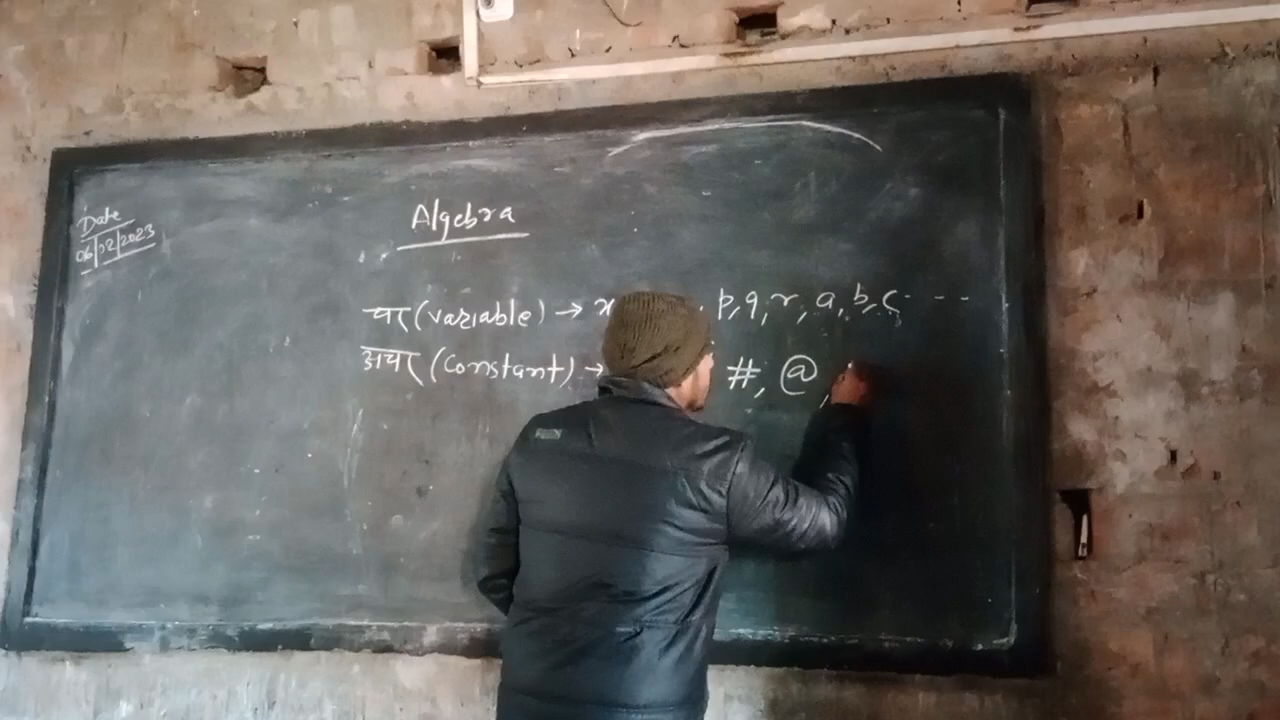 Date
06/12/2023
Algebra
चर (variable) → x , p, q, r, a, b, c - - -
अचर (Constant) → #, @ ,